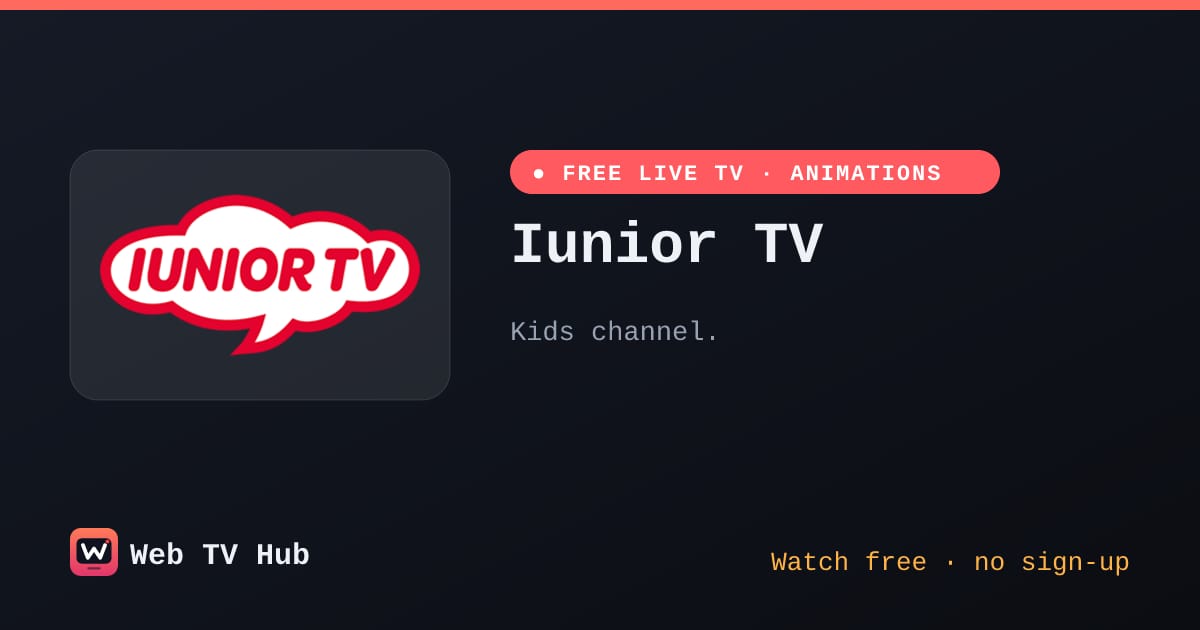 IUNIOR TV
● FREE LIVE TV · ANIMATIONS
Iunior TV
Kids channel.
W
Web TV Hub
Watch free · no sign-up